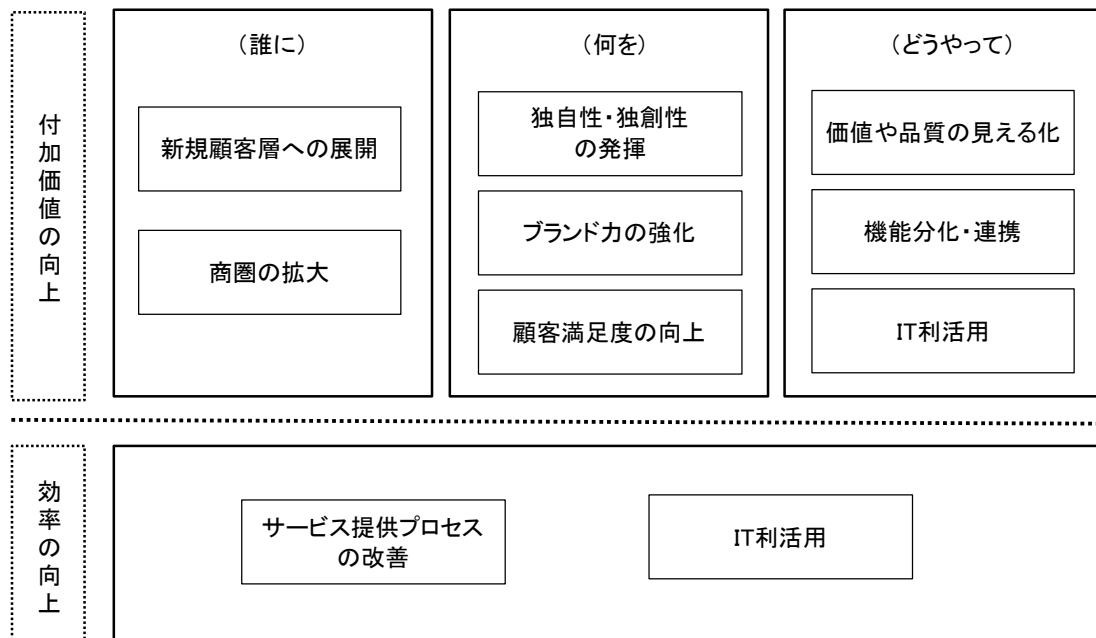 付加価値の向上
（誰に）
新規顧客層への展開
商圏の拡大
（何を）
独自性・独創性
の発揮
ブランド力の強化
顧客満足度の向上
（どうやって）
価値や品質の見える化
機能分化・連携
IT利活用
効率の向上
サービス提供プロセス
の改善
IT利活用